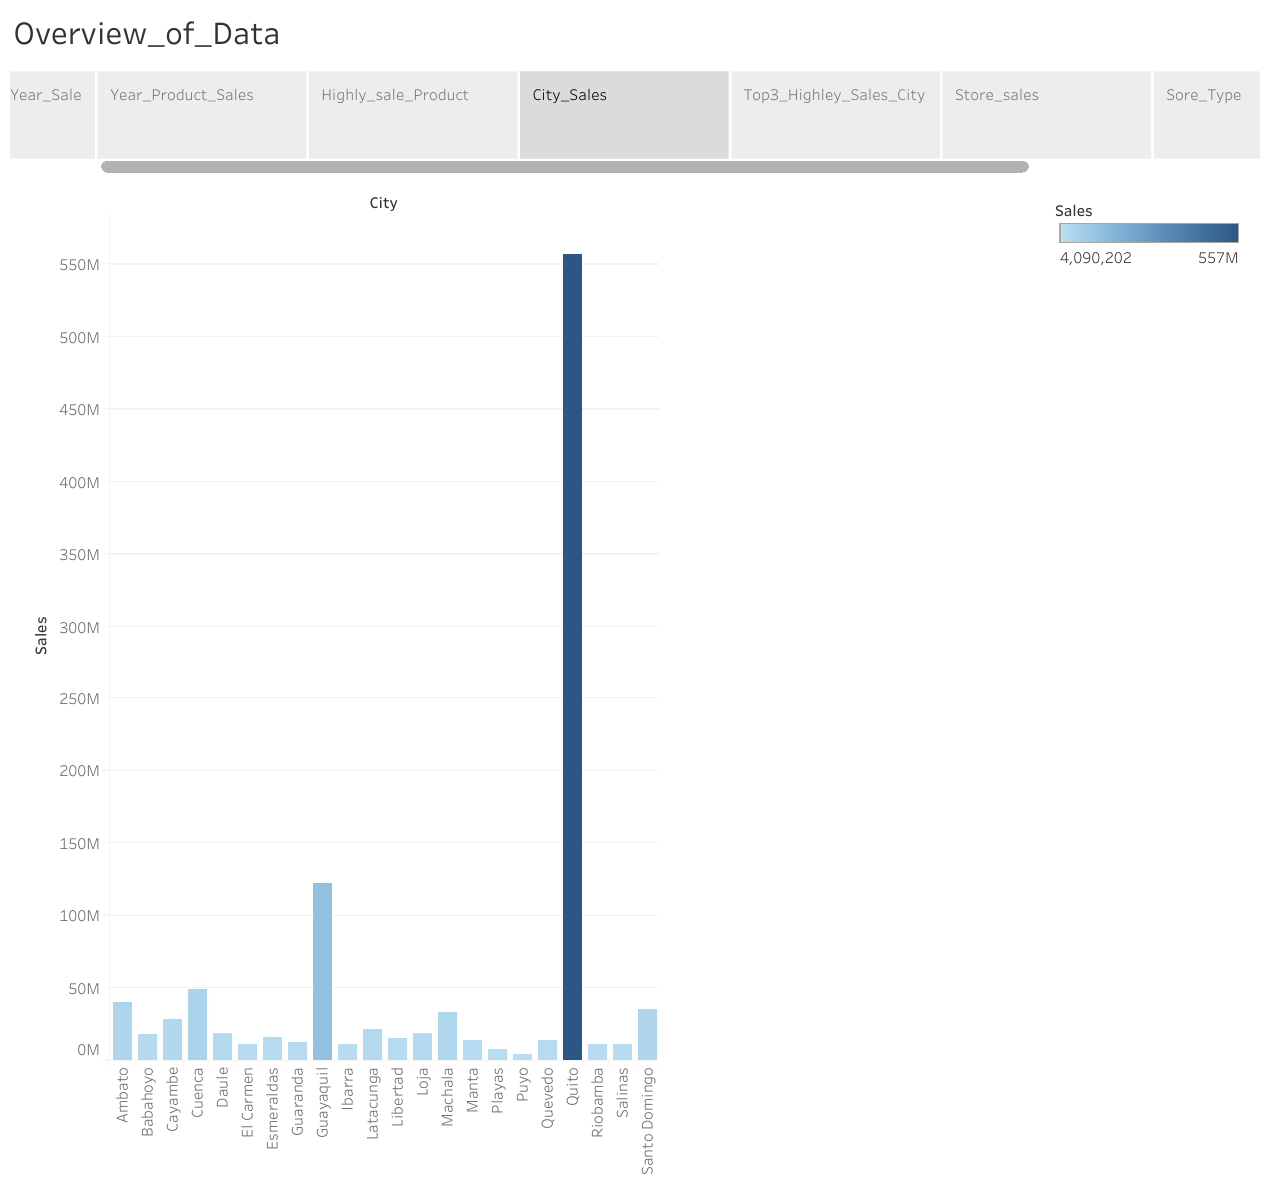 Overview_of_Data
Year_Sale
Year_Product_Sales
Highly_sale_Product
City_Sales
Top3_Highley_Sales_City
Store_sales
Sore_Type
City
Sales
4,090,202 557M
550M
500M
450M
400M
350M
300M
250M
200M
150M
100M
50M
0M
Sales
Ambato
Babahoyo
Cayambe
Cuenca
Daule
El Carmen
Esmeraldas
Guaranda
Guayaquil
Ibarra
Latacunga
Libertad
Loja
Machala
Manta
Playas
Puyo
Quevedo
Quito
Riobamba
Salinas
Santo Domingo